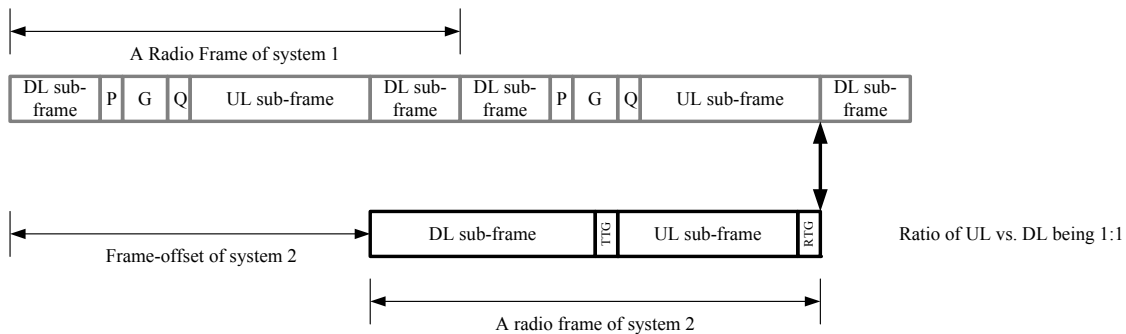 A Radio Frame of system 1
DL sub-
frame
P
G
Q
UL sub-frame
DL sub-
frame
DL sub-
frame
P
G
Q
UL sub-frame
DL sub-
frame
DL sub-frame
TTG
UL sub-frame
RTG
Ratio of UL vs. DL being 1:1
Frame-offset of system 2
A radio frame of system 2